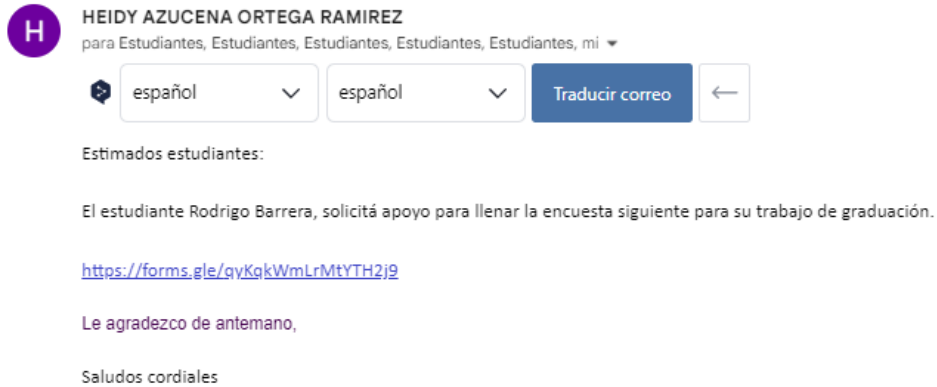 H
HEIDY AZUCENA ORTEGA RAMIREZ
para Estudiantes, Estudiantes, Estudiantes, Estudiantes, Estudiantes, mi
español español Traducir correo
Estimados estudiantes:
El estudiante Rodrigo Barrera, solicitá apoyo para llenar la encuesta siguiente para su trabajo de graduación.
https://forms.gle/qyKqkWmLrMtYTH2j9
Le agradezco de antemano,
Saludos cordiales